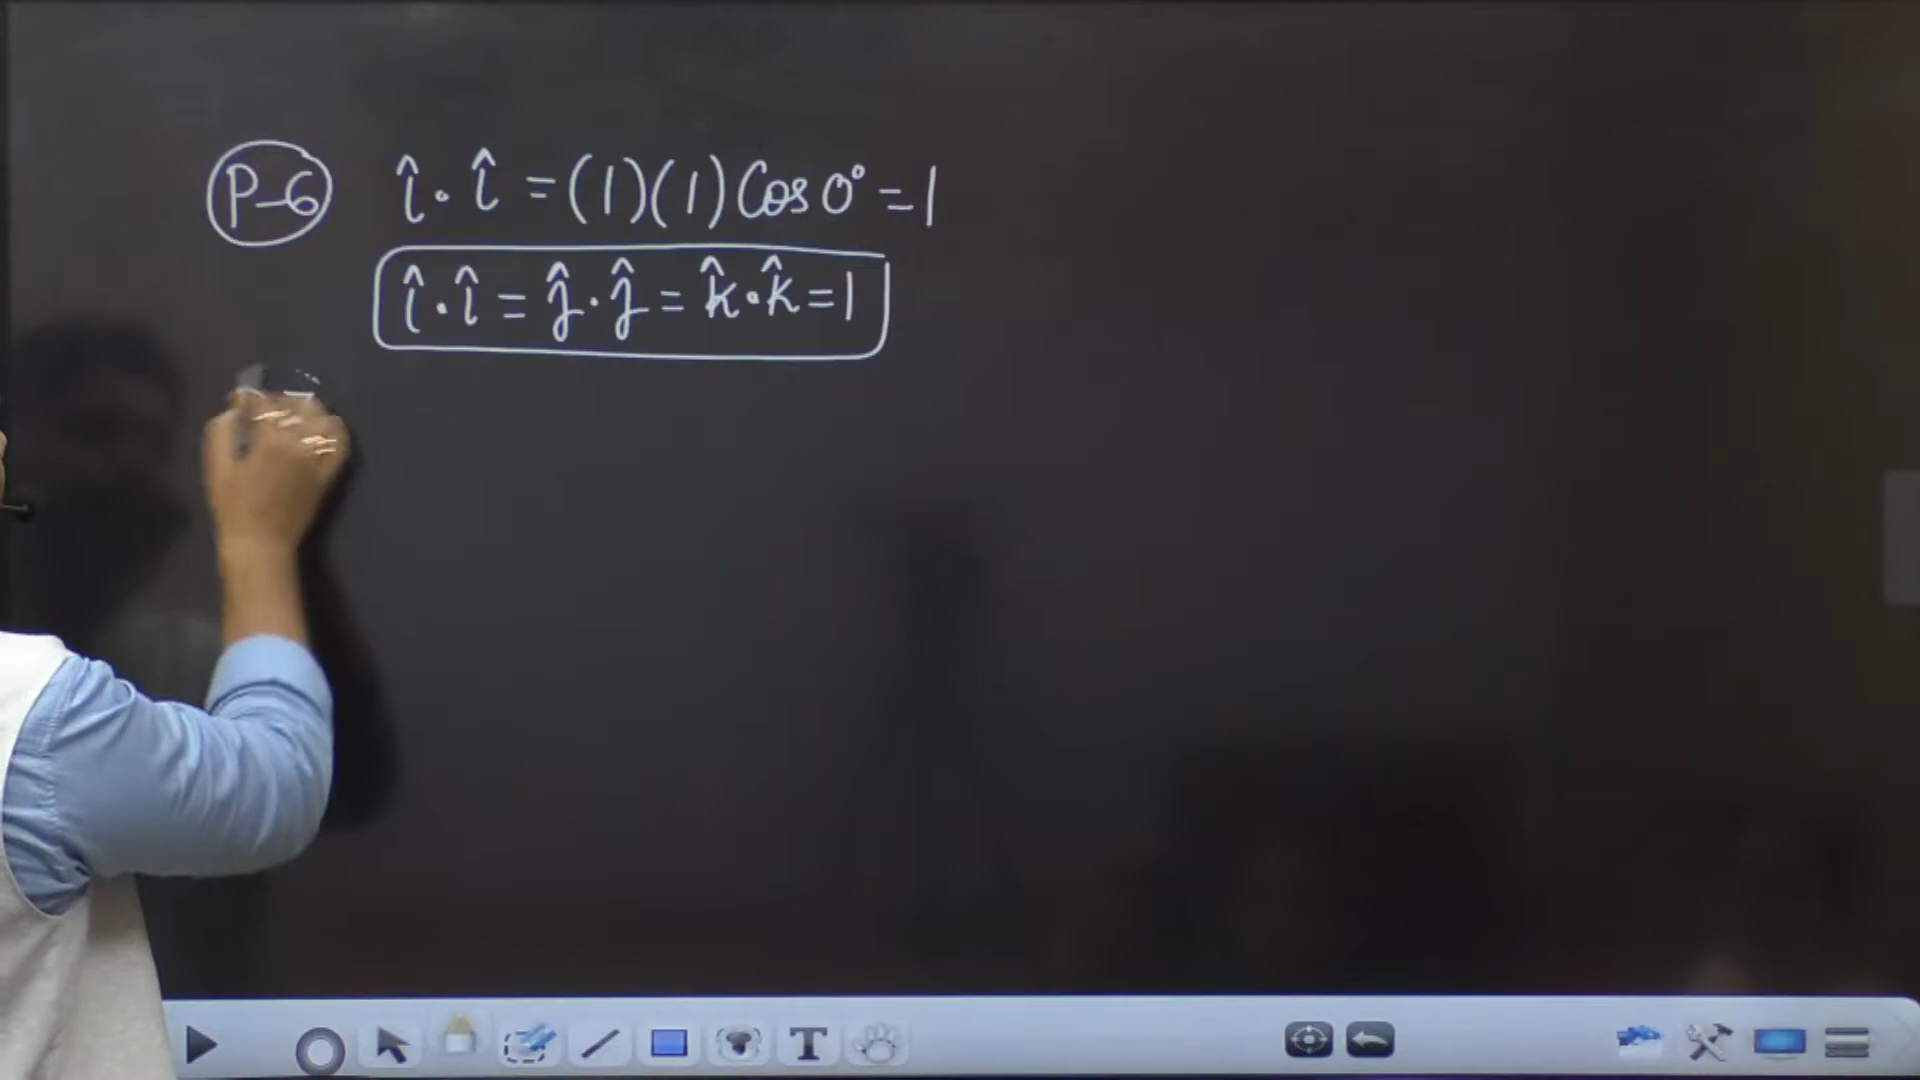 P-6 î · î = (1)(1) Cos 0° = 1
î · î = ĵ · ĵ = k̂ · k̂ = 1
T